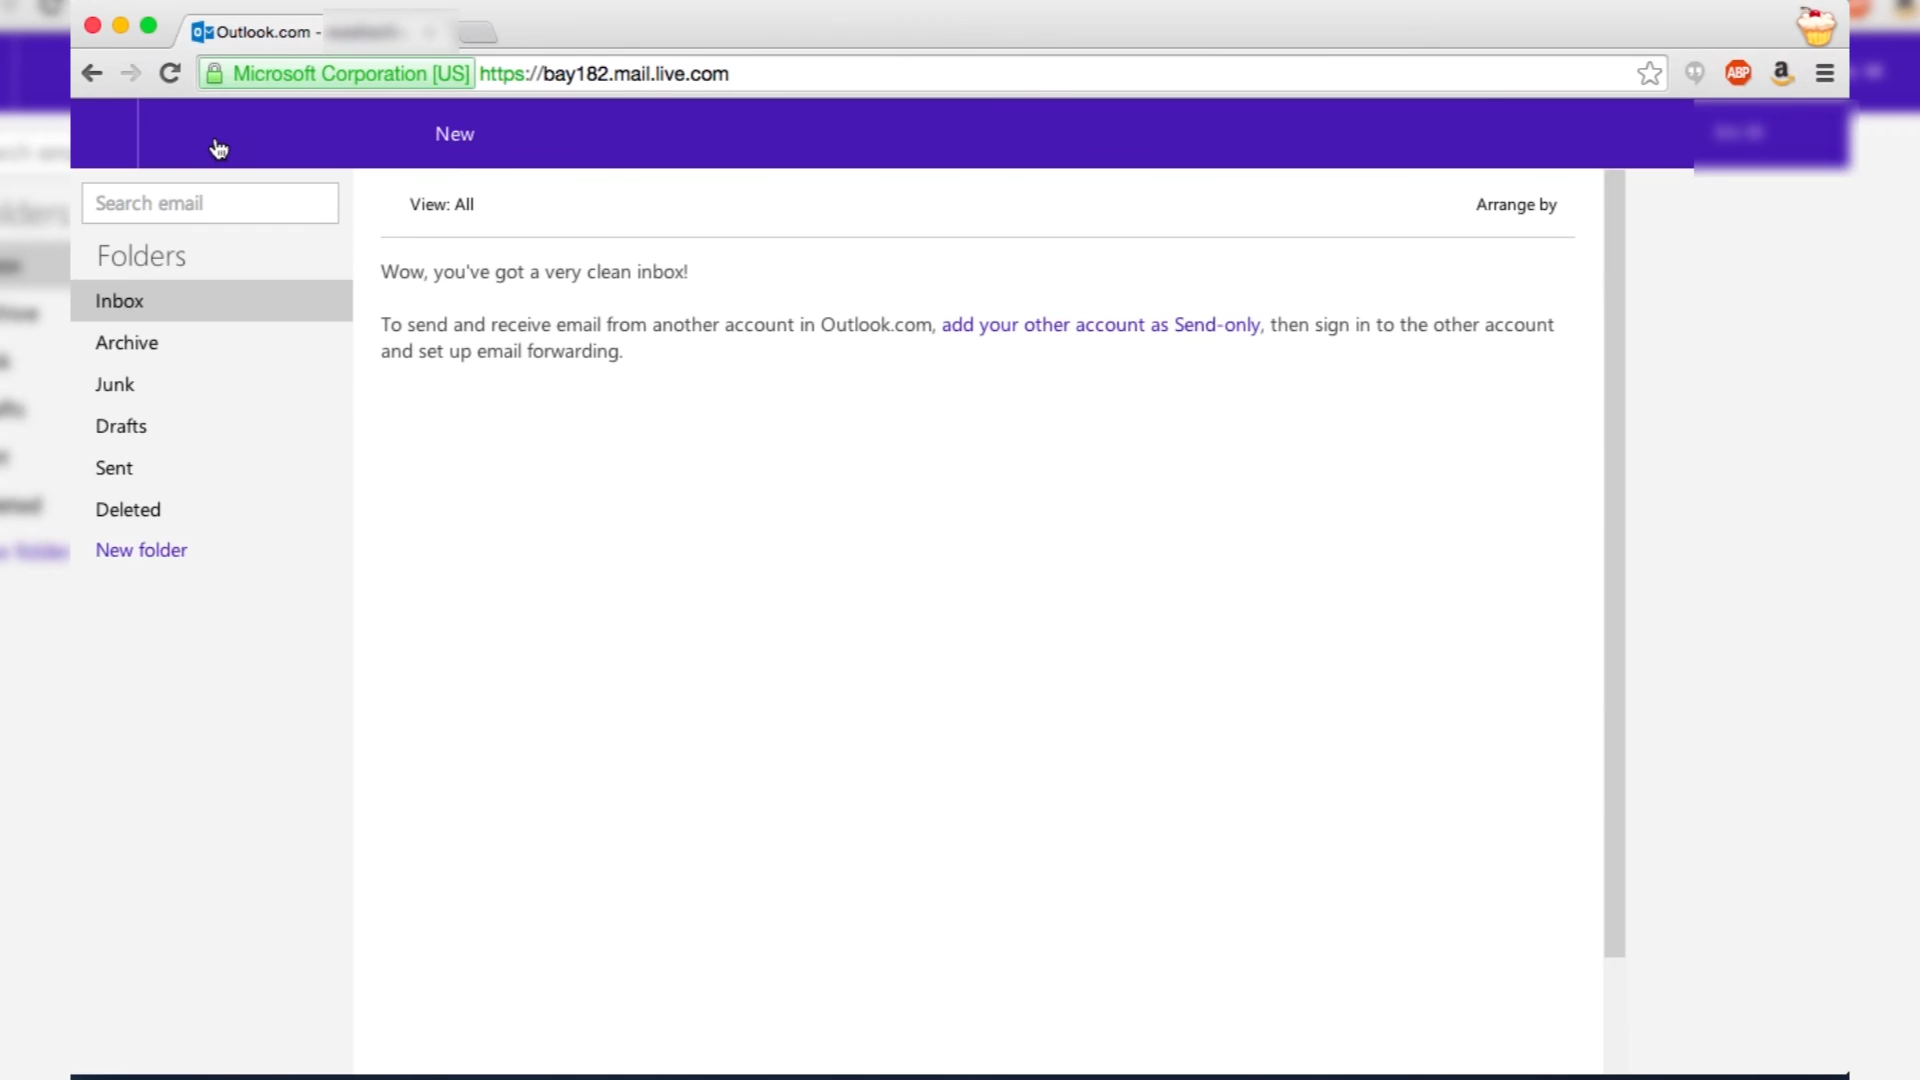 Outlook.com -
Microsoft Corporation [US] https://bay182.mail.live.com
ABP
a
New
Search email
View: All
Arrange by
Folders
Wow, you've got a very clean inbox!
Inbox
To send and receive email from another account in Outlook.com, add your other account as Send-only, then sign in to the other account
and set up email forwarding.
Archive
Junk
Drafts
Sent
Deleted
New folder